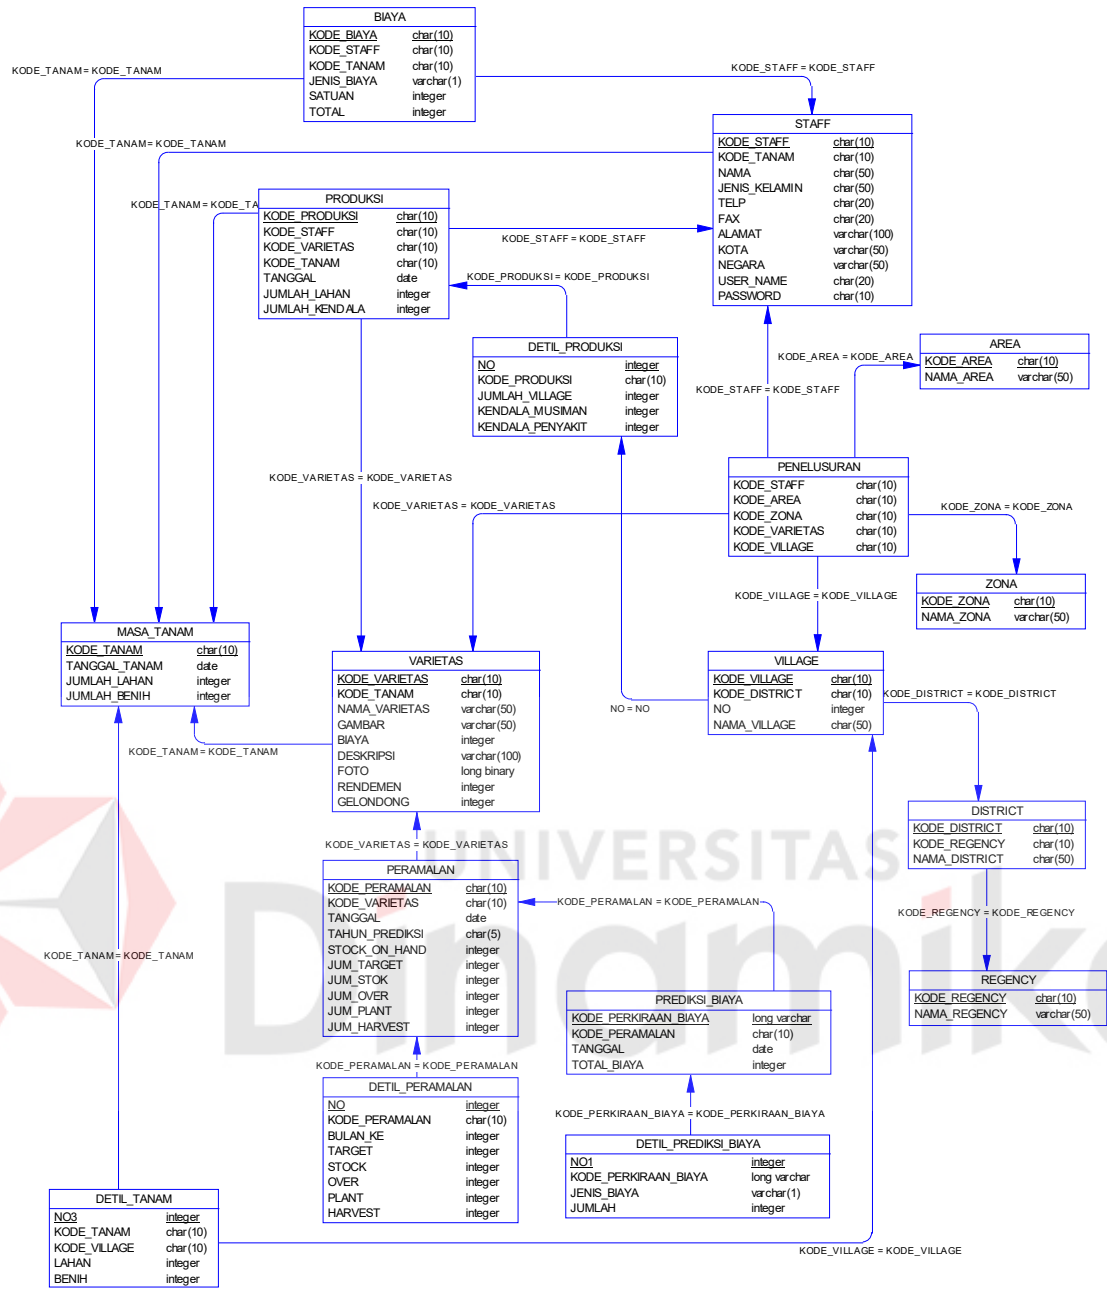 BIAYA
KODE_BIAYA char(10)
KODE_STAFF char(10)
KODE_TANAM char(10)
JENIS_BIAYA varchar(1)
SATUAN integer
TOTAL integer
KODE_TANAM = KODE_TANAM
KODE_STAFF = KODE_STAFF
STAFF
KODE_STAFF char(10)
KODE_TANAM char(10)
NAMA char(50)
JENIS_KELAMIN char(50)
TELP char(20)
FAX char(20)
ALAMAT varchar(100)
KOTA varchar(50)
NEGARA varchar(50)
USER_NAME char(20)
PASSWORD char(10)
KODE_TANAM = KODE_TANAM
KODE_TANAM = KODE_TA
PRODUKSI
KODE_PRODUKSI char(10)
KODE_STAFF char(10)
KODE_VARIETAS char(10)
KODE_TANAM char(10)
TANGGAL date
JUMLAH_LAHAN integer
JUMLAH_KENDALA integer
KODE_STAFF = KODE_STAFF
KODE_PRODUKSI = KODE_PRODUKSI
DETIL_PRODUKSI
NO integer
KODE_PRODUKSI char(10)
JUMLAH_VILLAGE integer
KENDALA_MUSIMAN integer
KENDALA_PENYAKIT integer
AREA
KODE_AREA char(10)
NAMA_AREA varchar(50)
KODE_AREA = KODE_AREA
KODE_STAFF = KODE_STAFF
PENELUSURAN
KODE_STAFF char(10)
KODE_AREA char(10)
KODE_ZONA char(10)
KODE_VARIETAS char(10)
KODE_VILLAGE char(10)
KODE_VARIETAS = KODE_VARIETAS
KODE_VARIETAS = KODE_VARIETAS
KODE_ZONA = KODE_ZONA
ZONA
KODE_ZONA char(10)
NAMA_ZONA varchar(50)
KODE_VILLAGE = KODE_VILLAGE
MASA_TANAM
KODE_TANAM char(10)
TANGGAL_TANAM date
JUMLAH_LAHAN integer
JUMLAH_BENIH integer
VARIETAS
KODE_VARIETAS char(10)
KODE_TANAM char(10)
NAMA_VARIETAS varchar(50)
GAMBAR varchar(50)
BIAYA integer
DESKRIPSI varchar(100)
FOTO long binary
RENDEMEN integer
GELONDONG integer
VILLAGE
KODE_VILLAGE char(10)
KODE_DISTRICT char(10)
NO integer
NAMA_VILLAGE char(50)
KODE_DISTRICT = KODE_DISTRICT
NO = NO
KODE_TANAM = KODE_TANAM
DISTRICT
KODE_DISTRICT char(10)
KODE_REGENCY char(10)
NAMA_DISTRICT char(50)
UNIVERSITAS
Dinamika
KODE_VARIETAS = KODE_VARIETAS
PERAMALAN
KODE_PERAMALAN char(10)
KODE_VARIETAS char(10)
TANGGAL date
TAHUN_PREDIKSI char(5)
STOCK_ON_HAND integer
JUM_TARGET integer
JUM_STOK integer
JUM_OVER integer
JUM_PLANT integer
JUM_HARVEST integer
KODE_PERAMALAN = KODE_PERAMALAN
KODE_REGENCY = KODE_REGENCY
KODE_TANAM = KODE_TANAM
REGENCY
KODE_REGENCY char(10)
NAMA_REGENCY varchar(50)
PREDIKSI_BIAYA
KODE_PERKIRAAN_BIAYA long varchar
KODE_PERAMALAN char(10)
TANGGAL date
TOTAL_BIAYA integer
KODE_PERAMALAN = KODE_PERAMALAN
DETIL_PERAMALAN
NO integer
KODE_PERAMALAN char(10)
BULAN_KE integer
TARGET integer
STOCK integer
OVER integer
PLANT integer
HARVEST integer
KODE_PERKIRAAN_BIAYA = KODE_PERKIRAAN_BIAYA
DETIL_PREDIKSI_BIAYA
NO1 integer
KODE_PERKIRAAN_BIAYA long varchar
JENIS_BIAYA varchar(1)
JUMLAH integer
DETIL_TANAM
NO3 integer
KODE_TANAM char(10)
KODE_VILLAGE char(10)
LAHAN integer
BENIH integer
KODE_VILLAGE = KODE_VILLAGE